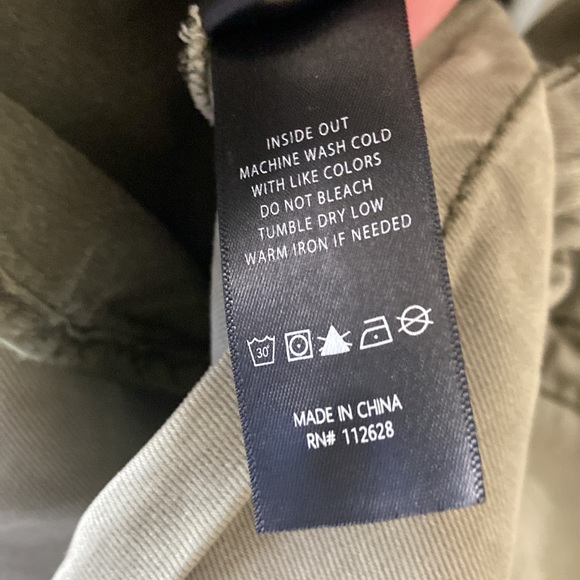 INSIDE OUT
MACHINE WASH COLD
WITH LIKE COLORS
DO NOT BLEACH
TUMBLE DRY LOW
WARM IRON IF NEEDED
30°
MADE IN CHINA
RN# 112628